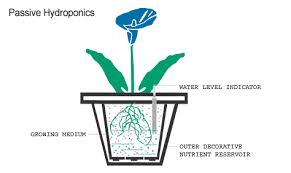 Passive Hydroponics
WATER LEVEL INDICATOR
GROWING MEDIUM
OUTER DECORATIVE
NUTRIENT RESERVOIR